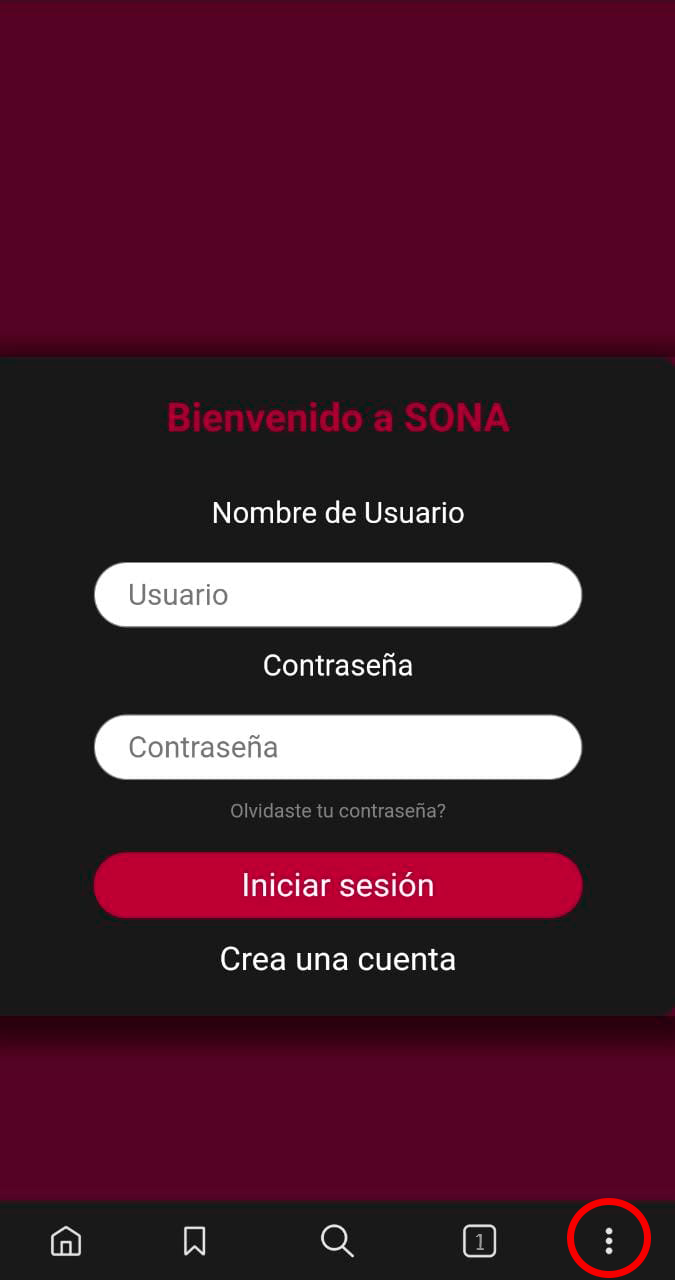 Bienvenido a SONA
Nombre de Usuario
Usuario
Contraseña
Contraseña
Olvidaste tu contraseña?
Iniciar sesión
Crea una cuenta
1